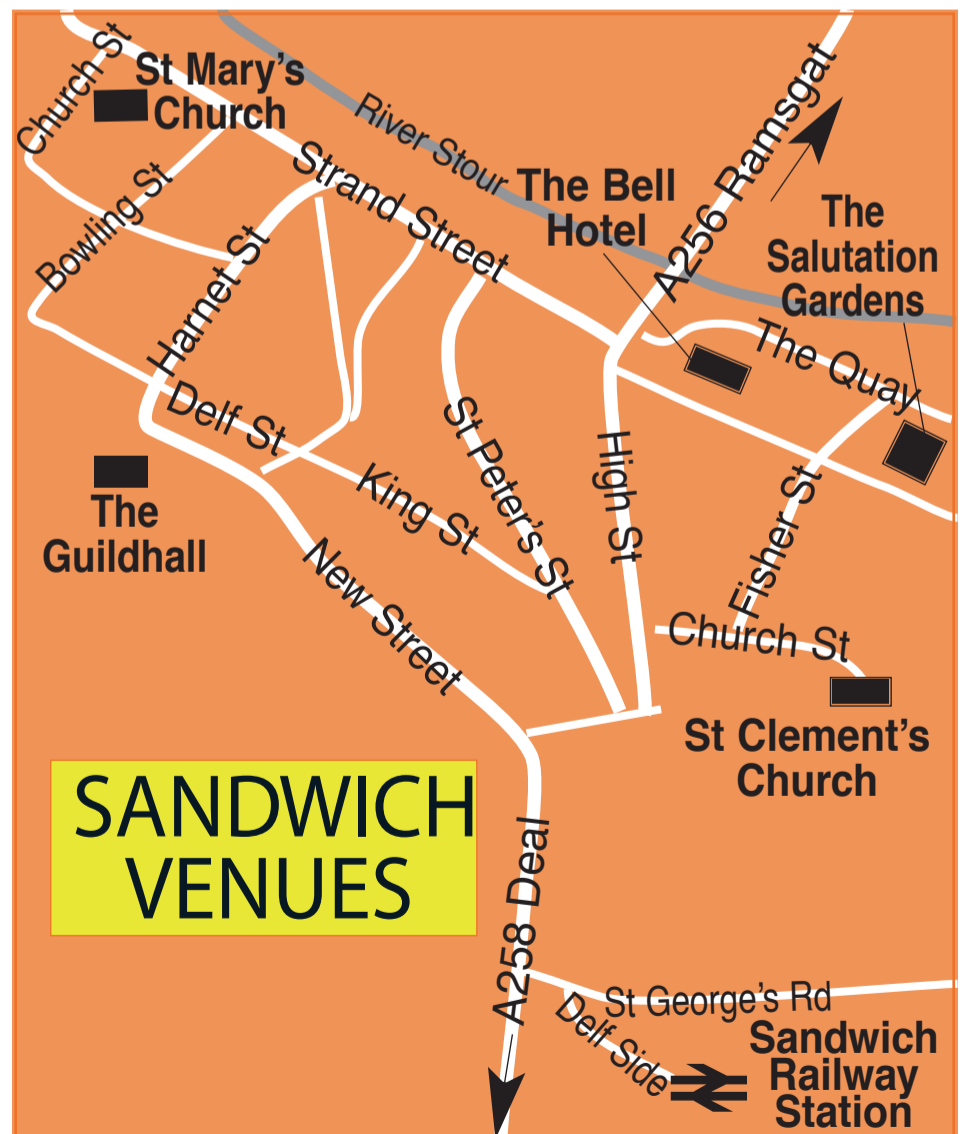 Church St
St Mary's
Church
River Stour
Strand Street
The Bell
Hotel
A256 Ramsgat
The
Salutation
Gardens
Bowling St
Harnet St
The Quay
Delf St
King St
St Peter's St
High St
Fisher St
The
Guildhall
New Street
Church St
St Clement's
Church
SANDWICH
VENUES
A258 Deal
St George's Rd
Delf Side
Sandwich
Railway
Station